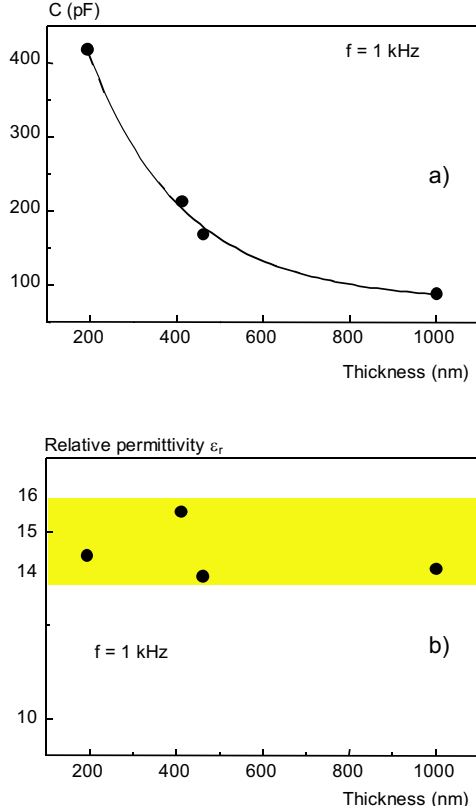 C (pF)
f = 1 kHz
400
300
a)
200
100
200 400 600 800 1000
Thickness (nm)
Relative permittivity εr
16
15
14
f = 1 kHz
b)
10
200 400 600 800 1000
Thickness (nm)